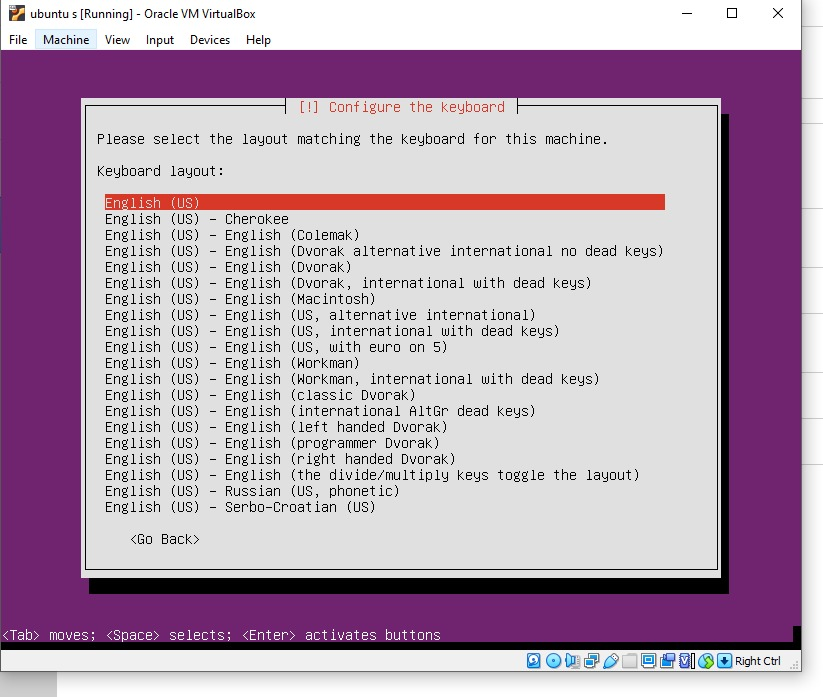 ubuntu s [Running] - Oracle VM VirtualBox
File Machine View Input Devices Help
[!] Configure the keyboard
Please select the layout matching the keyboard for this machine.
Keyboard layout:
English (US)
English (US) - Cherokee
English (US) - English (Colemak)
English (US) - English (Dvorak alternative international no dead keys)
English (US) - English (Dvorak)
English (US) - English (Dvorak, international with dead keys)
English (US) - English (Macintosh)
English (US) - English (US, alternative international)
English (US) - English (US, international with dead keys)
English (US) - English (US, with euro on 5)
English (US) - English (Workman)
English (US) - English (Workman, international with dead keys)
English (US) - English (classic Dvorak)
English (US) - English (international AltGr dead keys)
English (US) - English (left handed Dvorak)
English (US) - English (programmer Dvorak)
English (US) - English (right handed Dvorak)
English (US) - English (the divide/multiply keys toggle the layout)
English (US) - Russian (US, phonetic)
English (US) - Serbo-Croatian (US)
<Go Back>
<Tab> moves; <Space> selects; <Enter> activates buttons
Right Ctrl